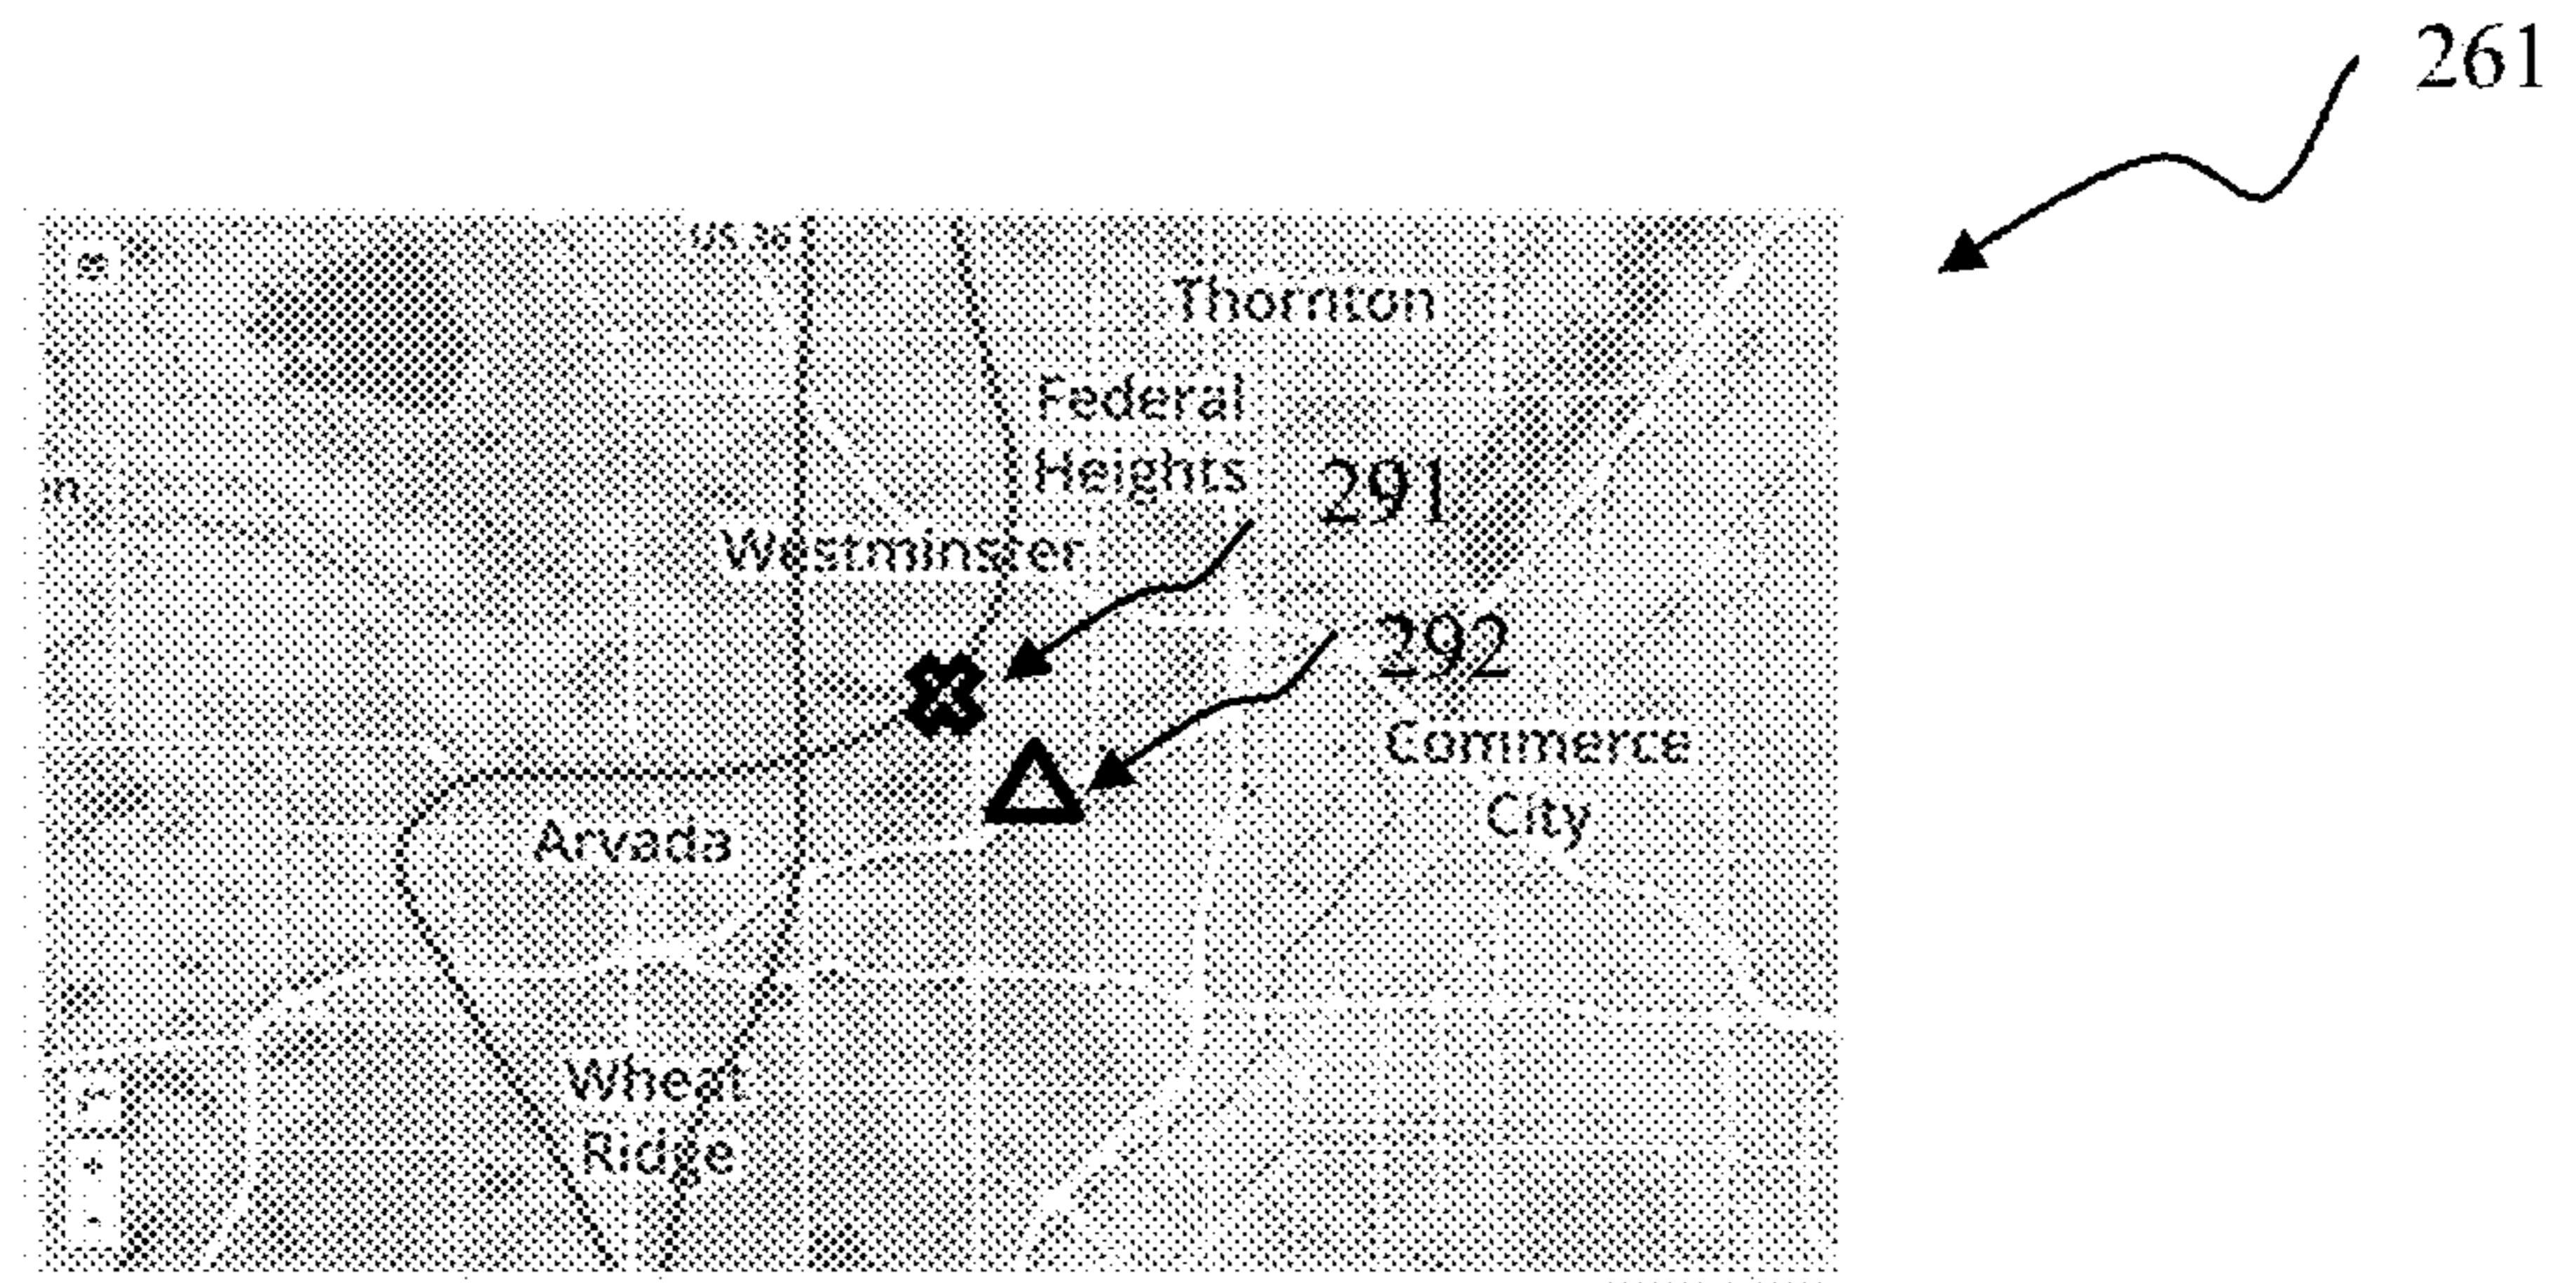 261
US 36
Thornton
Federal
Heights
291
Westminster
292
Commerce
City
Arvada
Wheat
Ridge